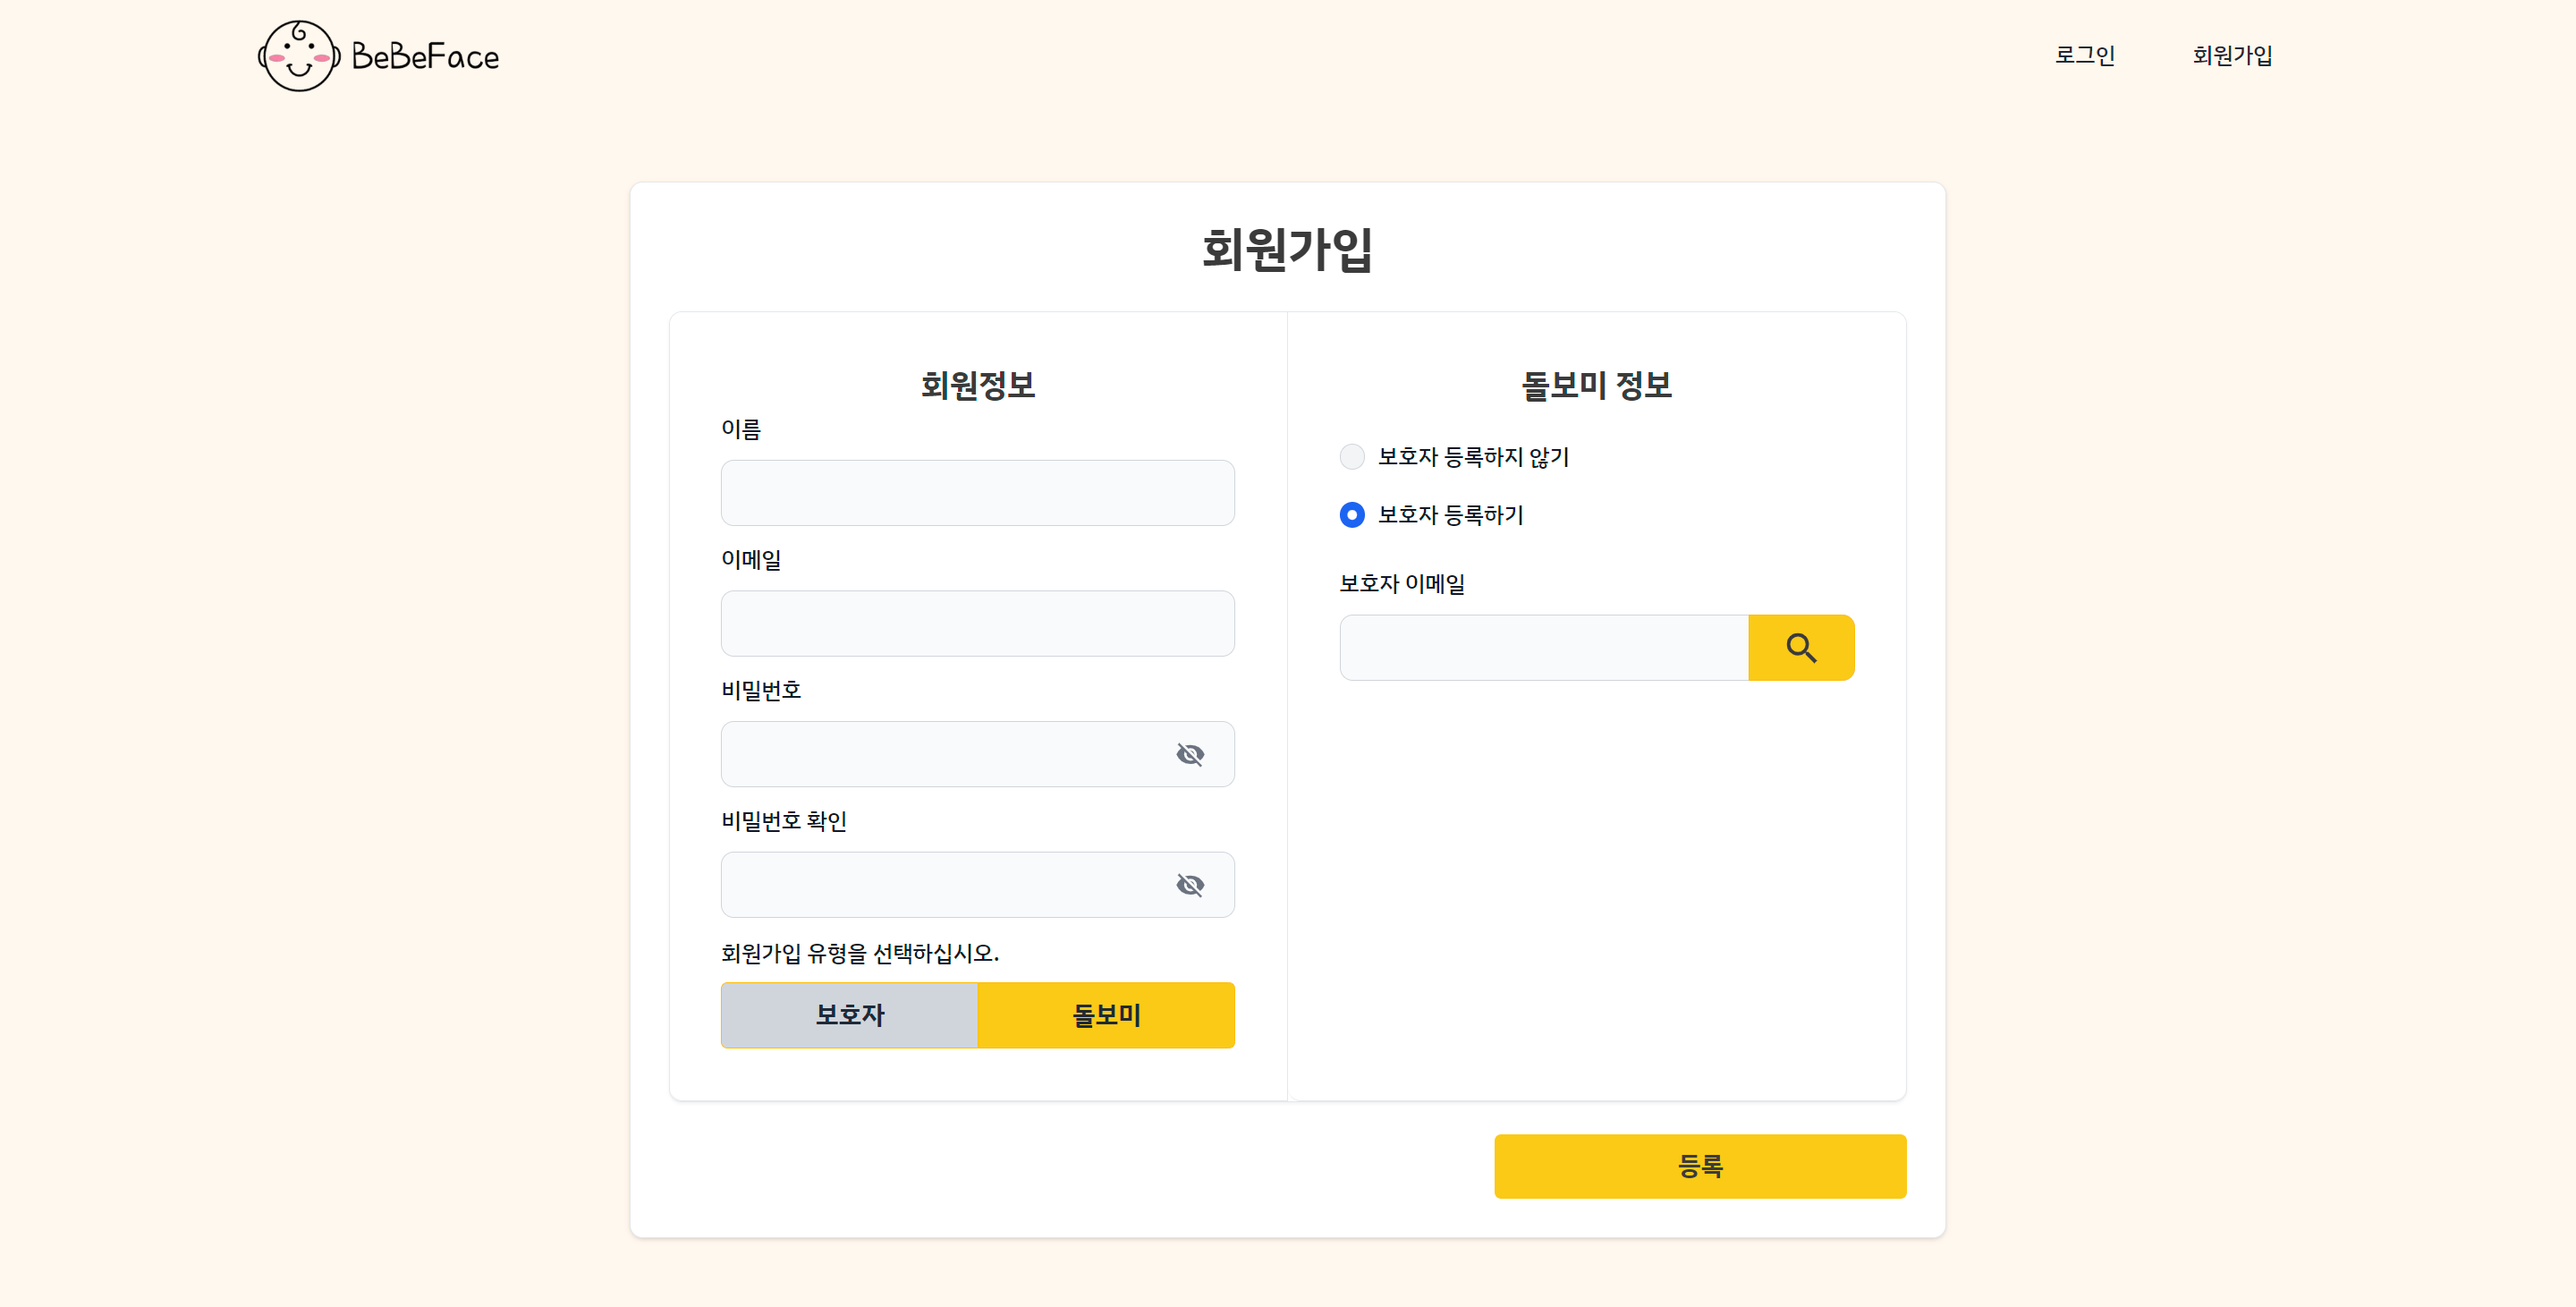 BeBeFace
로그인
회원가입
회원가입
회원정보
이름
이메일
비밀번호
비밀번호 확인
회원가입 유형을 선택하십시오.
보호자
돌보미
돌보미 정보
보호자 등록하지 않기
보호자 등록하기
보호자 이메일
등록